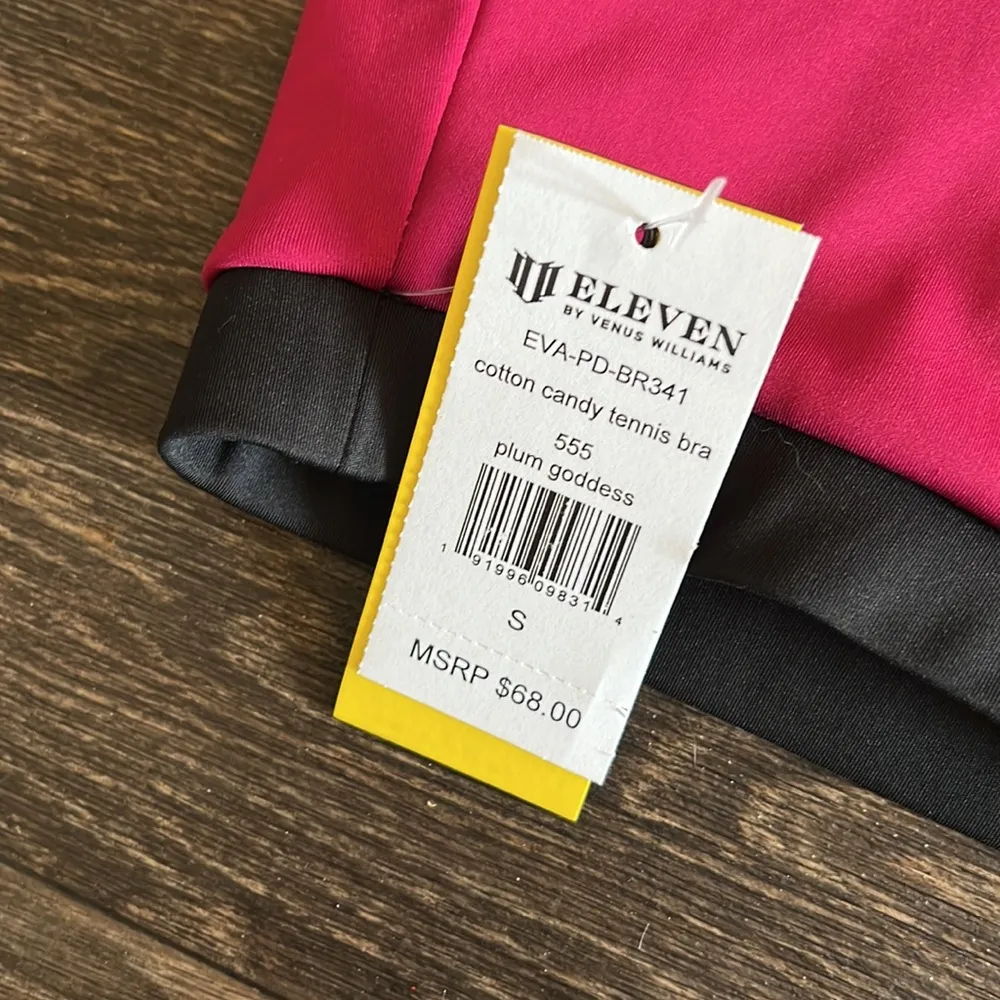 ELEVEN
BY VENUS WILLIAMS
EVA-PD-BR341
cotton candy tennis bra
555
plum goddess
1 91996 09831 4
S
MSRP $68.00